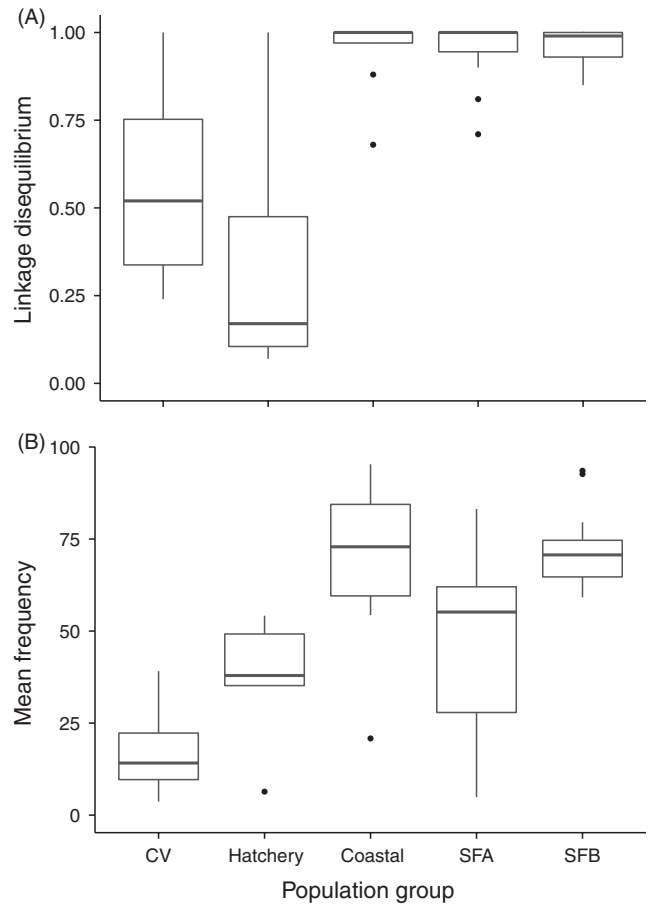 (A)
1.00
0.75
0.50
0.25
0.00
Linkage disequilibrium
(B)
100
75
50
25
0
Mean frequency
CV Hatchery Coastal SFA SFB
Population group